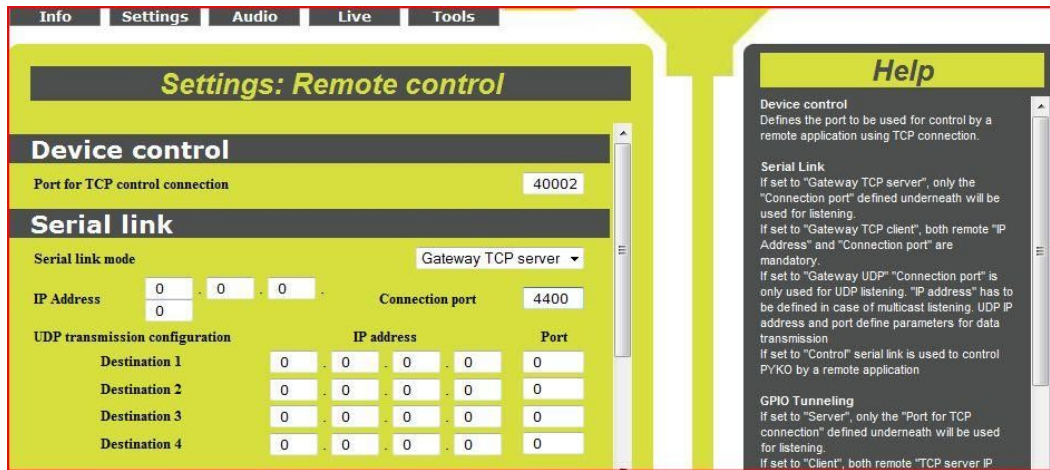 Info Settings Audio Live Tools
Settings: Remote control
Device control
Port for TCP control connection 40002
Serial link
Serial link mode Gateway TCP server
IP Address 0 . 0 . 0 . 0 Connection port 4400
UDP transmission configuration IP address Port
Destination 1 0 . 0 . 0 . 0 0
Destination 2 0 . 0 . 0 . 0 0
Destination 3 0 . 0 . 0 . 0 0
Destination 4 0 . 0 . 0 . 0 0
Help
Device control
Defines the port to be used for control by a
remote application using TCP connection.
Serial Link
If set to "Gateway TCP server", only the
"Connection port" defined underneath will be
used for listening.
If set to "Gateway TCP client", both remote "IP
Address" and "Connection port" are
mandatory.
If set to "Gateway UDP" "Connection port" is
only used for UDP listening. "IP address" has to
be defined in case of multicast listening. UDP IP
address and port define parameters for data
transmission
If set to "Control" serial link is used to control
PYKO by a remote application
GPIO Tunneling
If set to "Server", only the "Port for TCP
connection" defined underneath will be used
for listening.
If set to "Client", both remote "TCP server IP